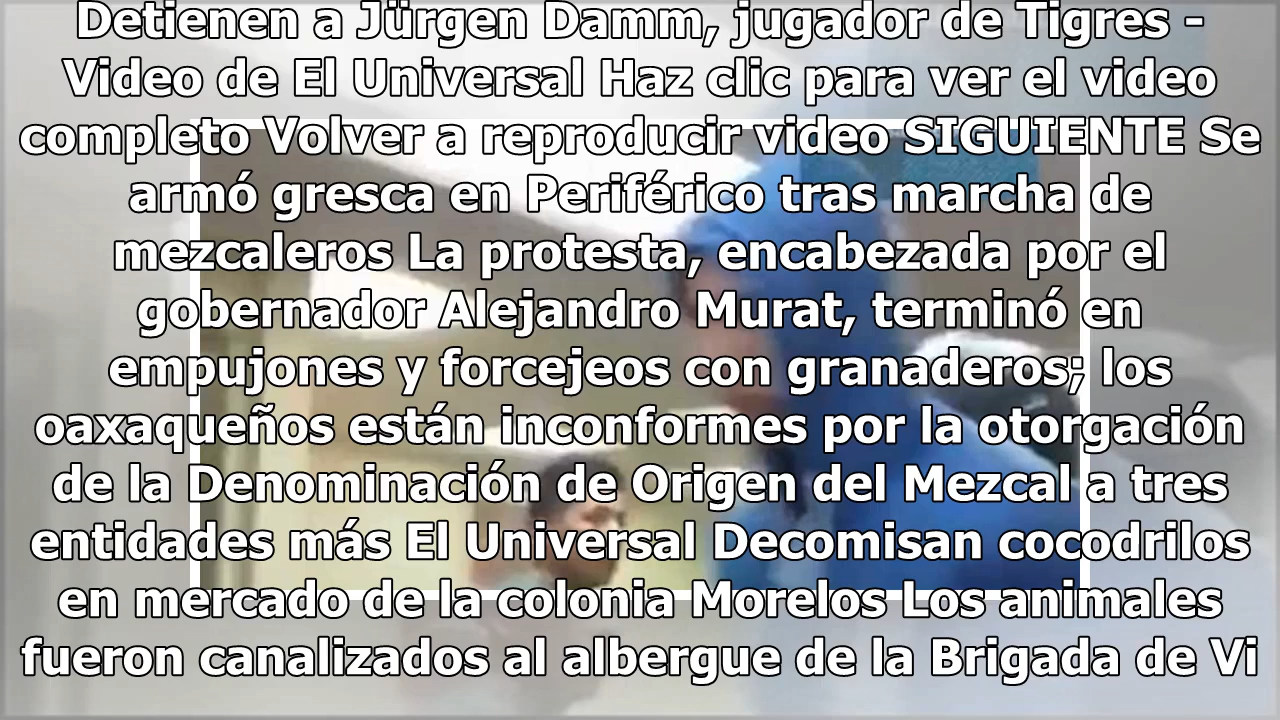 Detienen a Jürgen Damm, jugador de Tigres -
Video de El Universal Haz clic para ver el video
completo Volver a reproducir video SIGUIENTE Se
armó gresca en Periférico tras marcha de
mezcaleros La protesta, encabezada por el
gobernador Alejandro Murat, terminó en
empujones y forcejeos con granaderos; los
oaxaqueños están inconformes por la otorgación
de la Denominación de Origen del Mezcal a tres
entidades más El Universal Decomisan cocodrilos
en mercado de la colonia Morelos Los animales
fueron canalizados al albergue de la Brigada de Vi